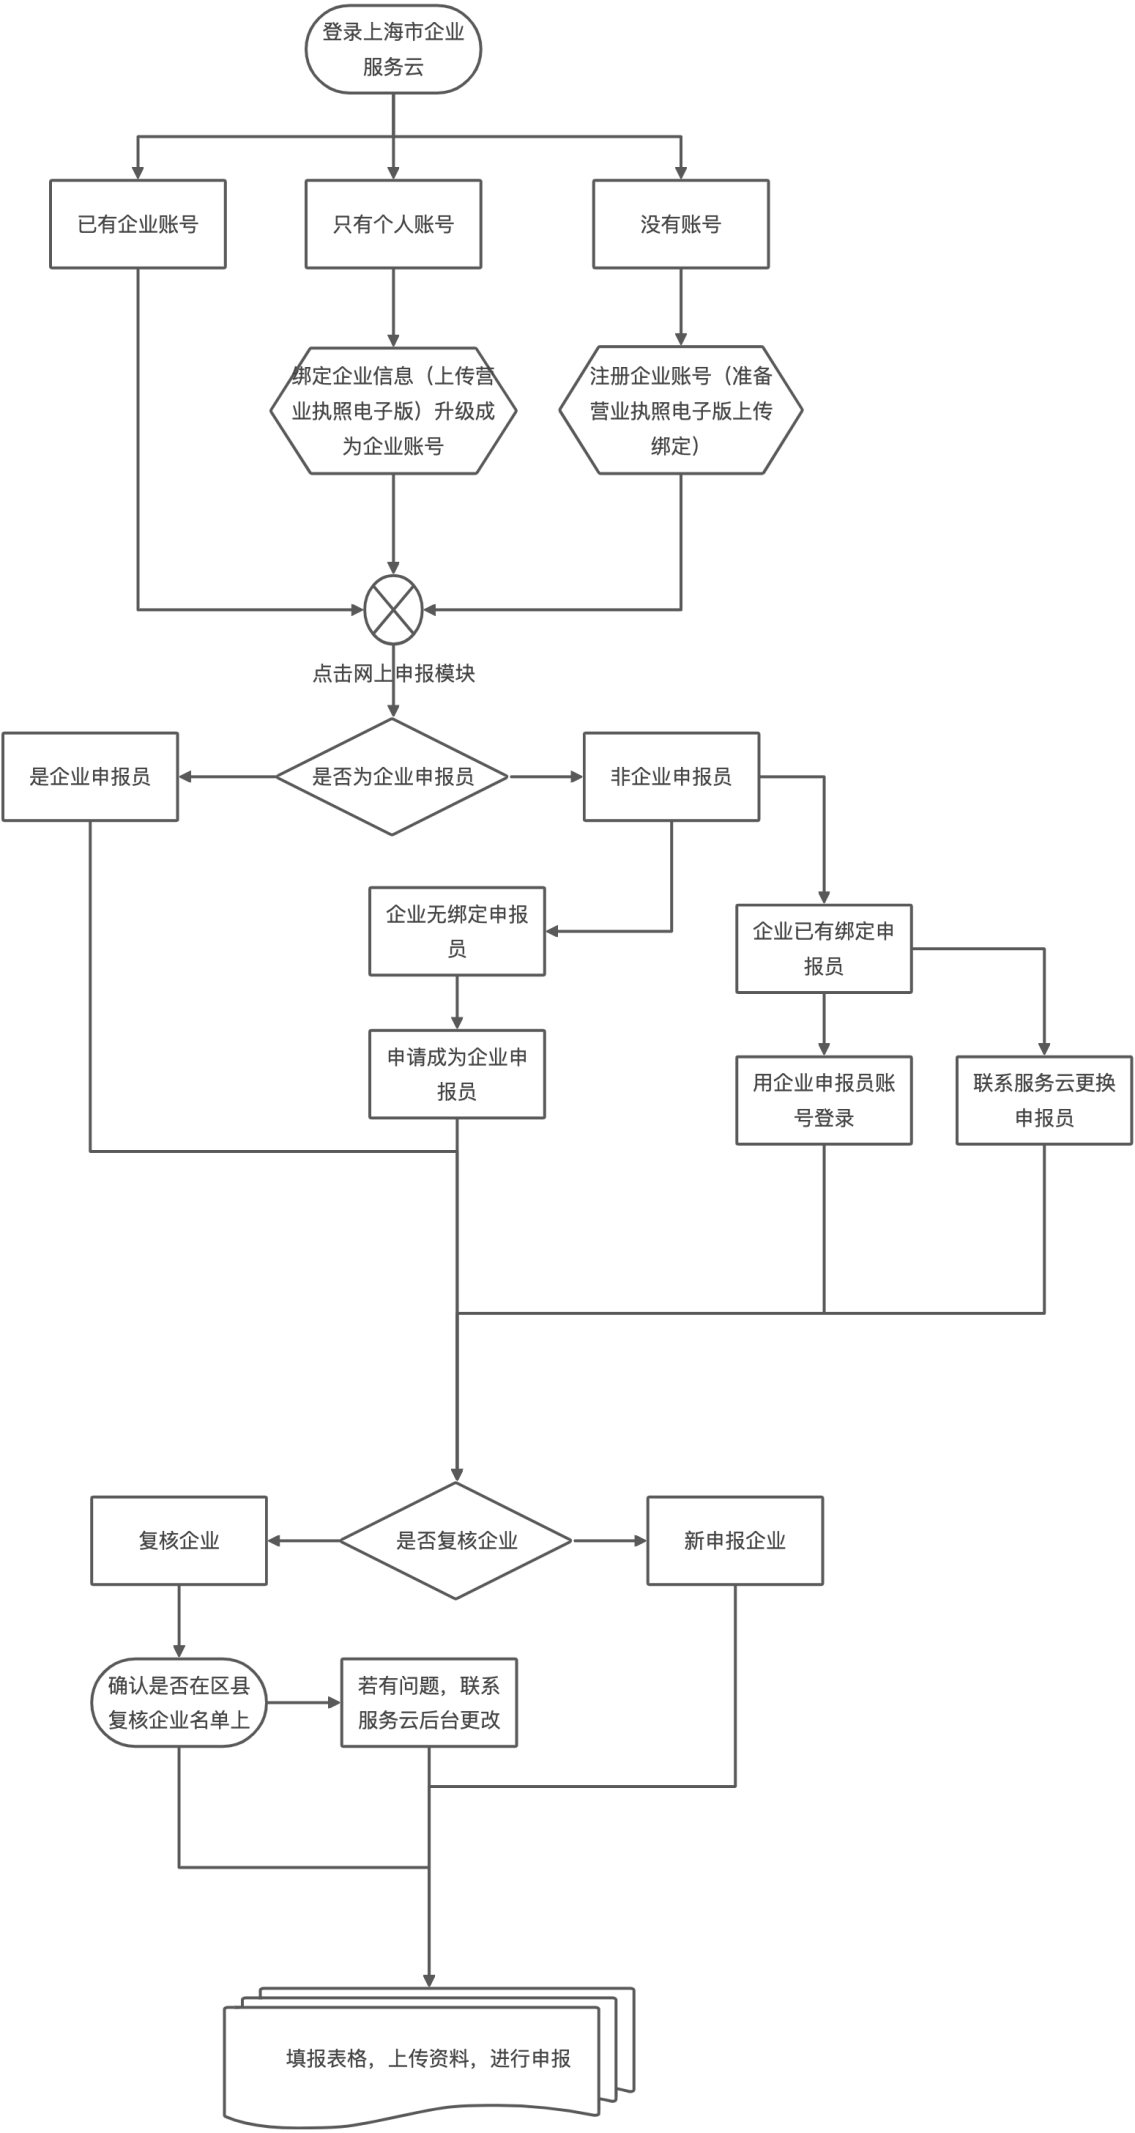 登录上海市企业
服务云
已有企业账号
只有个人账号
没有账号
绑定企业信息（上传营
业执照电子版）升级成
为企业账号
注册企业账号（准备
营业执照电子版上传
绑定）
点击网上申报模块
是企业申报员
是否为企业申报员
非企业申报员
企业无绑定申报
员
企业已有绑定申
报员
申请成为企业申
报员
用企业申报员账
号登录
联系服务云更换
申报员
复核企业
是否复核企业
新申报企业
确认是否在区县
复核企业名单上
若有问题，联系
服务云后台更改
填报表格，上传资料，进行申报